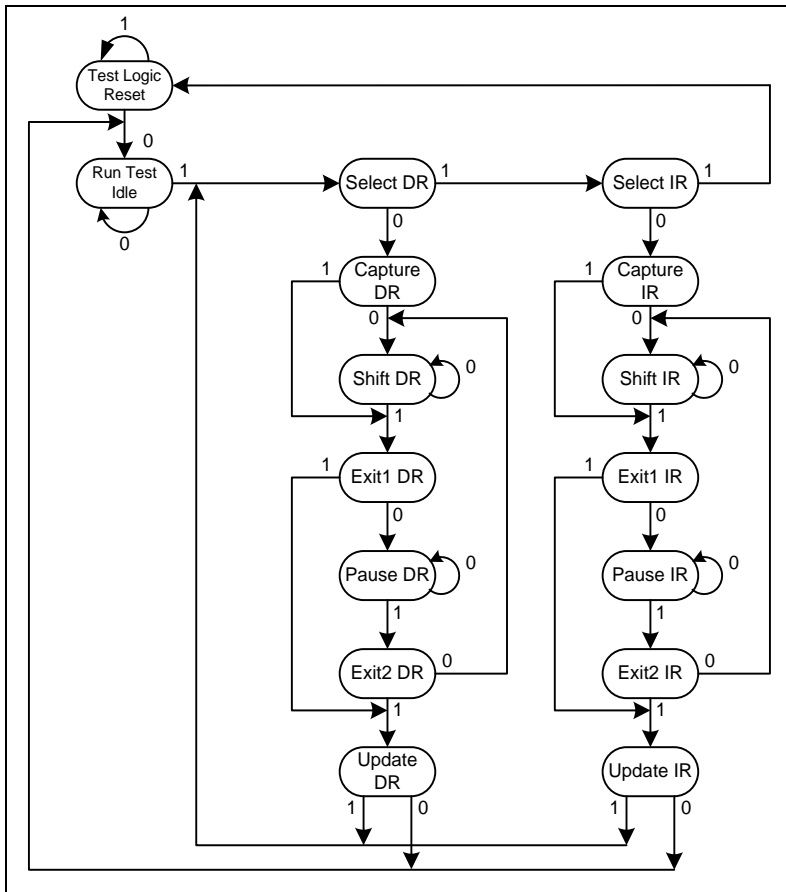 1
Test Logic
Reset
0
Run Test
Idle
1
0
Select DR
1
0
Select IR
1
0
1
Capture
DR
0
1
Capture
IR
0
Shift DR
0
1
Shift IR
0
1
1
Exit1 DR
0
1
Exit1 IR
0
Pause DR
0
1
Pause IR
0
1
Exit2 DR
0
1
Exit2 IR
0
1
Update
DR
1
0
Update IR
1
0